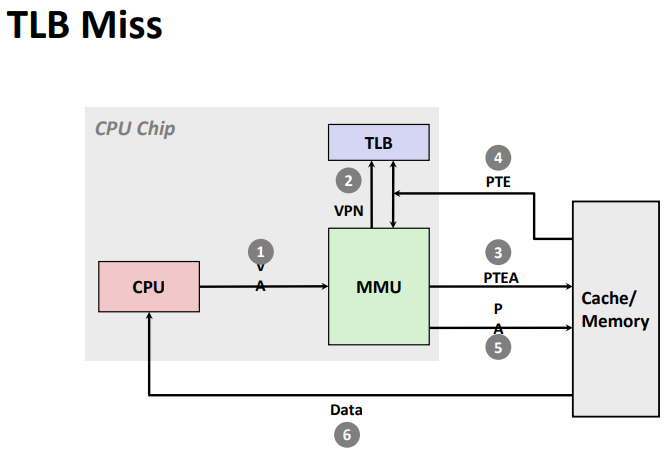 TLB Miss
CPU Chip
TLB
4
2
PTE
VPN
1
V
A
3
CPU
MMU
PTEA
Cache/
Memory
P
A
5
Data
6